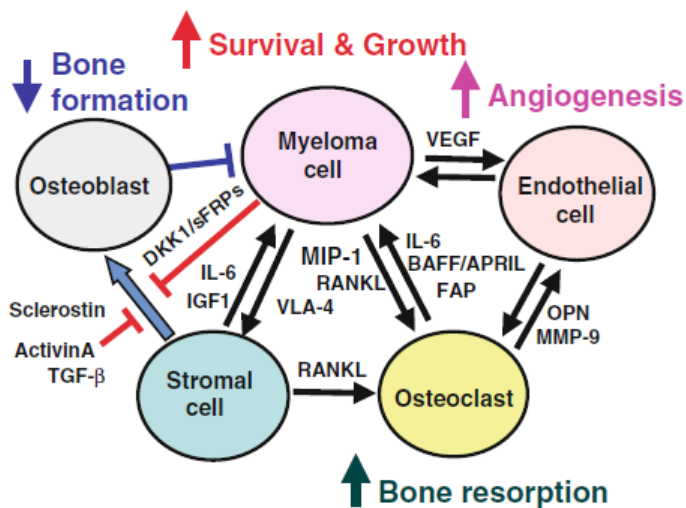 Survival & Growth
Bone
formation
Angiogenesis
Myeloma
cell
VEGF
Osteoblast
Endothelial
cell
DKK1/sFRPs
IL-6
IGF1
VLA-4
MIP-1
RANKL
IL-6
BAFF/APRIL
FAP
OPN
MMP-9
Sclerostin
ActivinA
TGF-β
Stromal
cell
RANKL
Osteoclast
Bone resorption